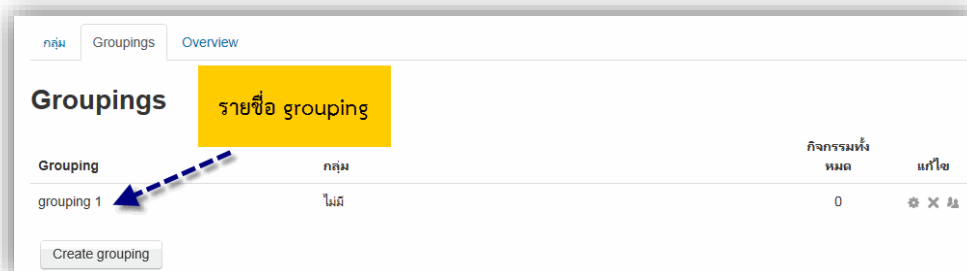 กลุ่ม Groupings Overview
Groupings
รายชื่อ grouping
Grouping กลุ่ม กิจกรรมทั้งหมด แก้ไข
grouping 1 ไม่มี 0
Create grouping